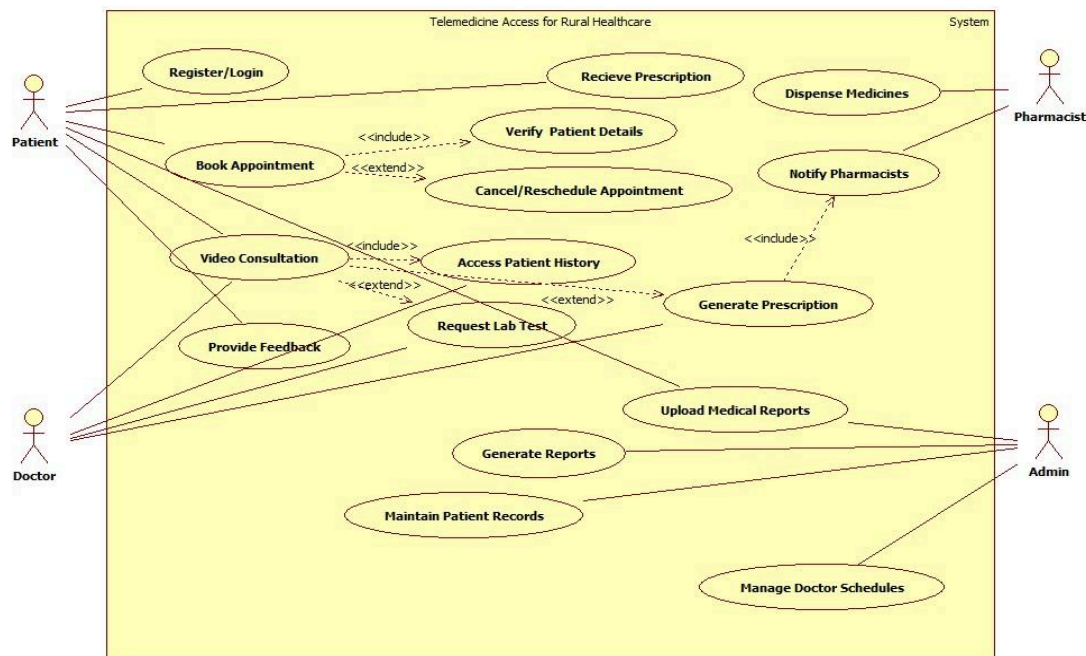 Telemedicine Access for Rural Healthcare
System
Register/Login
Recieve Prescription
Dispense Medicines
Patient
Pharmacist
<<include>>
Verify Patient Details
Book Appointment
<<extend>>
Cancel/Reschedule Appointment
Notify Pharmacists
<<include>>
<<include>>
Video Consultation
Access Patient History
<<extend>>
<<extend>>
Generate Prescription
Request Lab Test
Provide Feedback
Upload Medical Reports
Generate Reports
Doctor
Admin
Maintain Patient Records
Manage Doctor Schedules